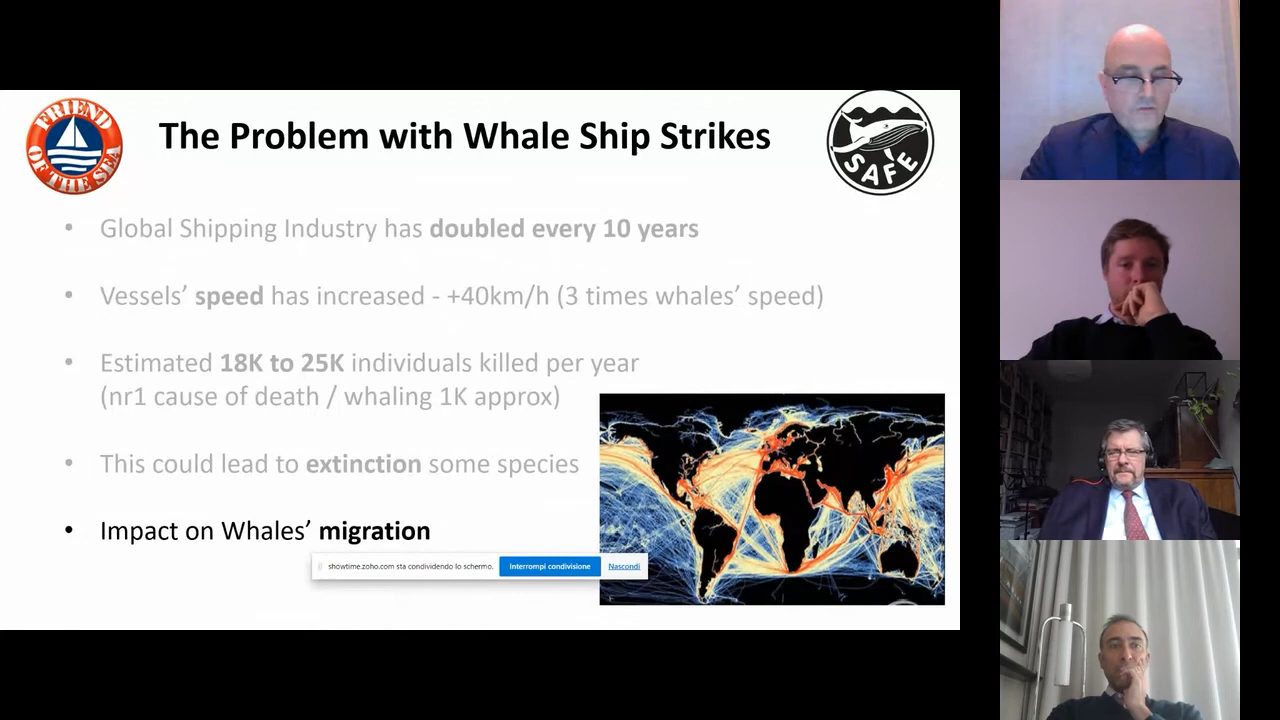 FRIEND OF THE SEA
The Problem with Whale Ship Strikes
SAFE
• Global Shipping Industry has doubled every 10 years
• Vessels’ speed has increased - +40km/h (3 times whales’ speed)
• Estimated 18K to 25K individuals killed per year
(nr1 cause of death / whaling 1K approx)
• This could lead to extinction some species
• Impact on Whales’ migration
showtime.zoho.com sta condividendo lo schermo.
Interrompi condivisione
Nascondi